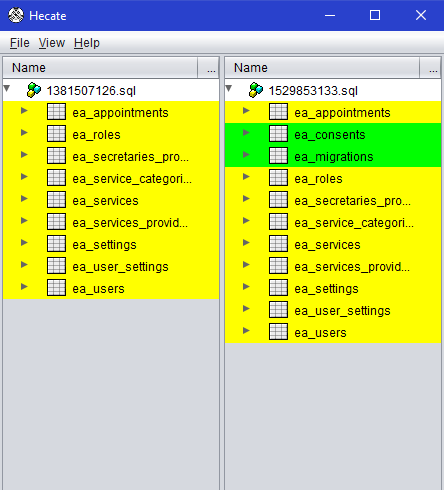 Hecate
File View Help
Name ...
1381507126.sql
ea_appointments
ea_roles
ea_secretaries_pro...
ea_service_categori...
ea_services
ea_services_provid...
ea_settings
ea_user_settings
ea_users
Name ...
1529853133.sql
ea_appointments
ea_consents
ea_migrations
ea_roles
ea_secretaries_pro...
ea_service_categori...
ea_services
ea_services_provid...
ea_settings
ea_user_settings
ea_users